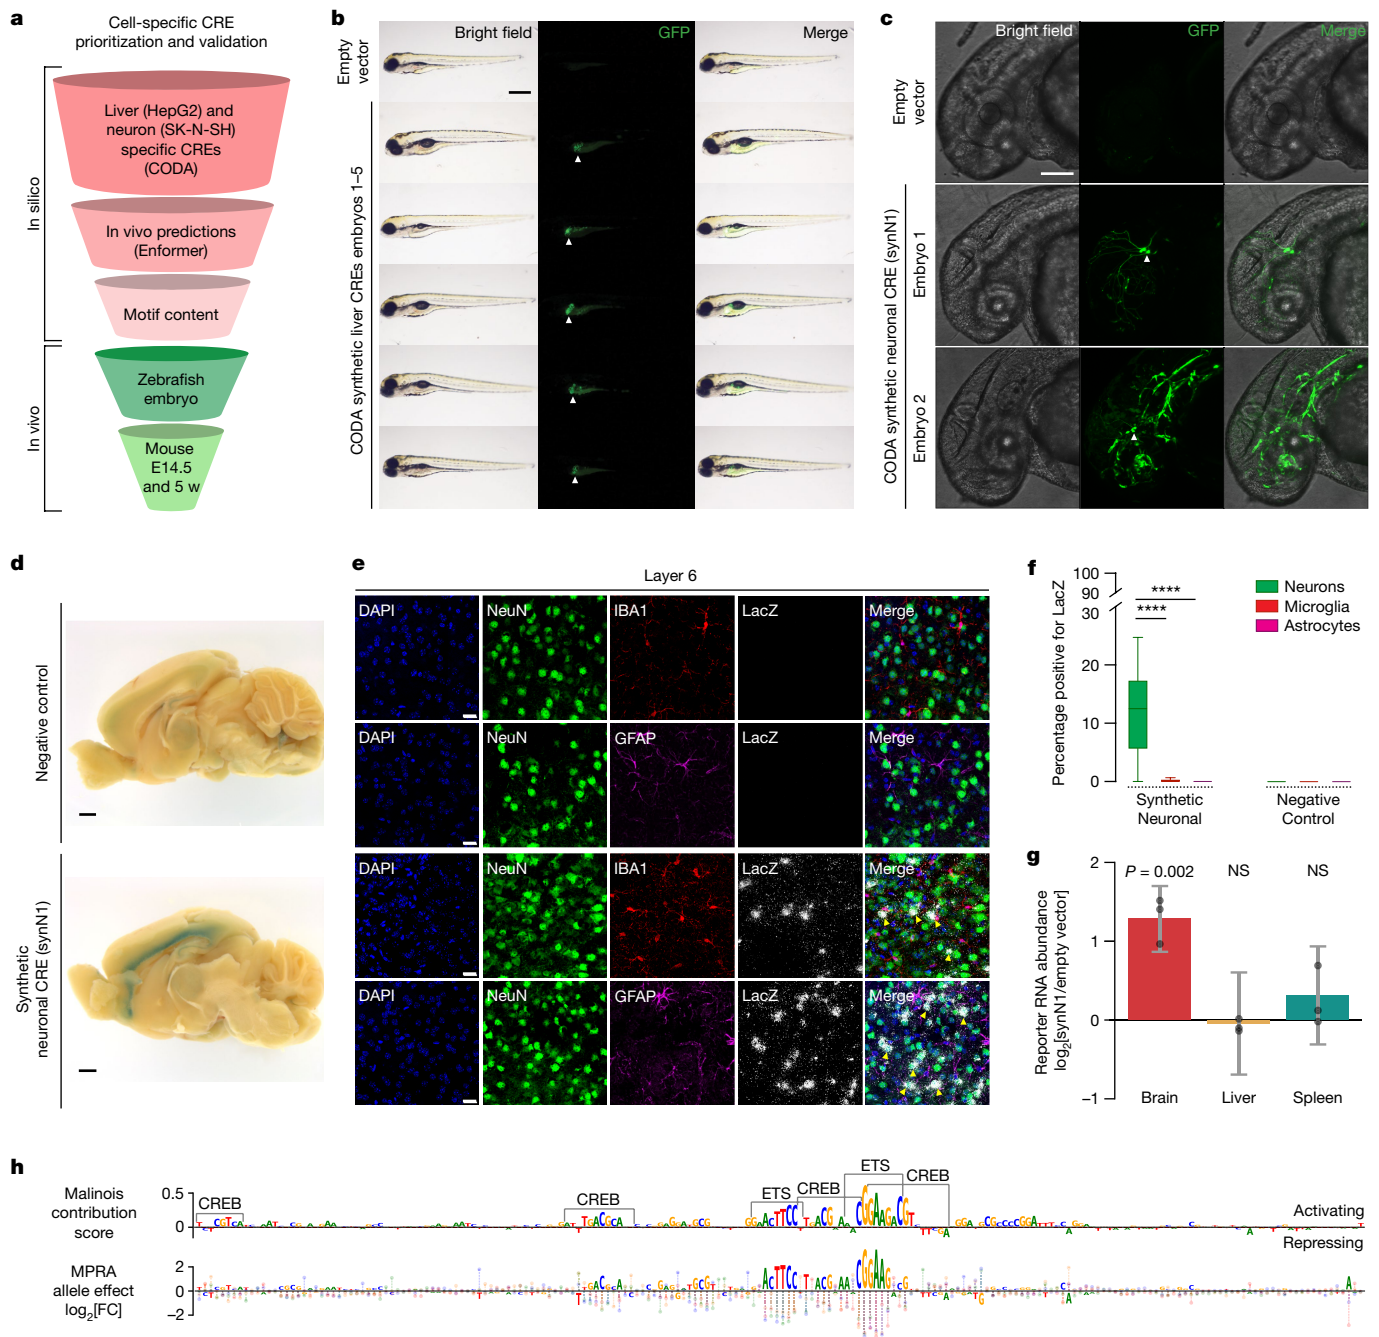 a
Cell-specific CRE
prioritization and validation
In silico
Liver (HepG2) and
neuron (SK-N-SH)
specific CREs
(CODA)
In vivo predictions
(Enformer)
Motif content
In vivo
Zebrafish
embryo
Mouse
E14.5
and 5 w
b
Bright field
GFP
Merge
Empty
vector
CODA synthetic liver CREs embryos 1–5
c
Bright field
GFP
Merge
Empty
vector
CODA synthetic neuronal CRE (synN1)
Embryo 1
Embryo 2
d
Negative control
Synthetic
neuronal CRE (synN1)
e
Layer 6
DAPI NeuN IBA1 LacZ Merge
DAPI NeuN GFAP LacZ Merge
DAPI NeuN IBA1 LacZ Merge
DAPI NeuN GFAP LacZ Merge
f
Percentage positive for LacZ
100
90
30
20
10
0
****
****
Neurons
Microglia
Astrocytes
Synthetic
Neuronal
Negative
Control
g
Reporter RNA abundance
log2[synN1/empty vector]
2
1
0
−1
P = 0.002
NS
NS
Brain
Liver
Spleen
h
Malinois
contribution
score
0.5
0
CREB
CREB
ETS
CREB
ETS
CREB
Activating
Repressing
MPRA
allele effect
log2[FC]
2
0
−2